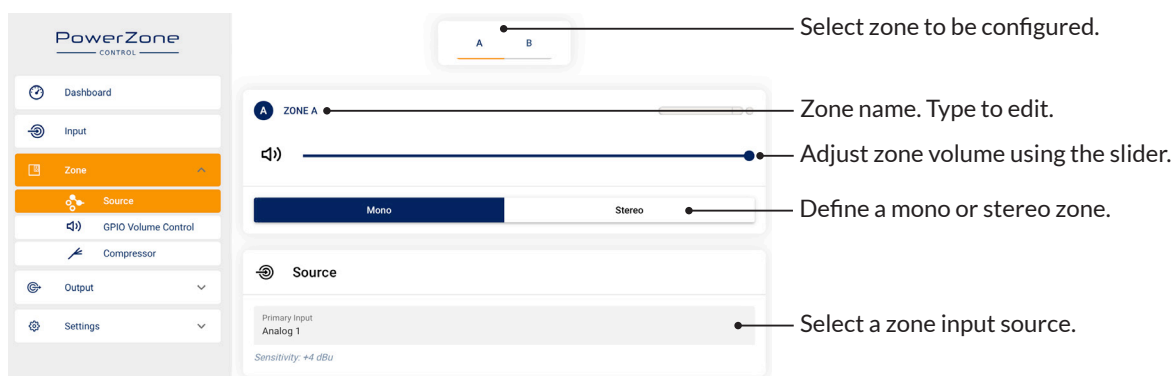 PowerZone
CONTROL
Dashboard
Input
Zone
Source
GPIO Volume Control
Compressor
Output
Settings
A B
Select zone to be configured.
A ZONE A
Zone name. Type to edit.
Adjust zone volume using the slider.
Mono Stereo
Define a mono or stereo zone.
Source
Primary Input
Analog 1
Select a zone input source.
Sensitivity: +4 dBu